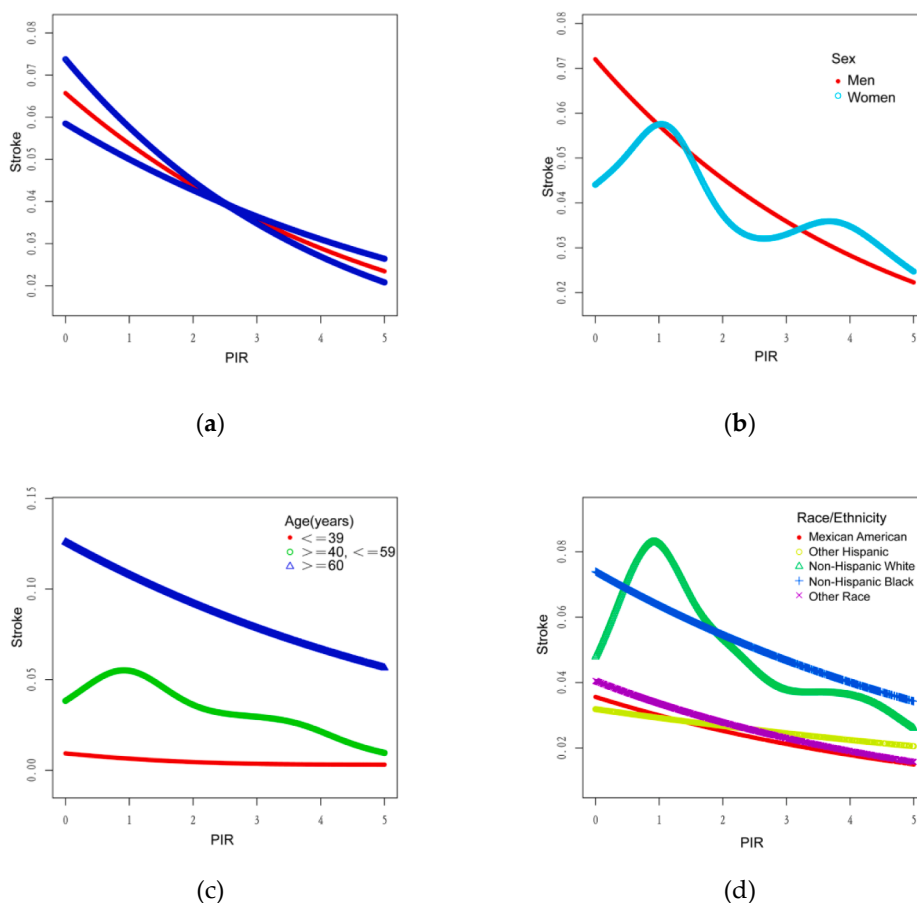 0.08
0.07
0.06
0.05
0.04
0.03
0.02
Stroke
0 1 2 3 4 5
PIR
(a)
0.08
0.07
0.06
0.05
0.04
0.03
0.02
Stroke
Sex
Men
Women
0 1 2 3 4 5
PIR
(b)
0.15
0.10
0.05
0.00
Stroke
Age(years)
<=39
>=40, <=59
>=60
0 1 2 3 4 5
PIR
(c)
0.08
0.06
0.04
0.02
Stroke
Race/Ethnicity
Mexican American
Other Hispanic
Non-Hispanic White
Non-Hispanic Black
Other Race
0 1 2 3 4 5
PIR
(d)